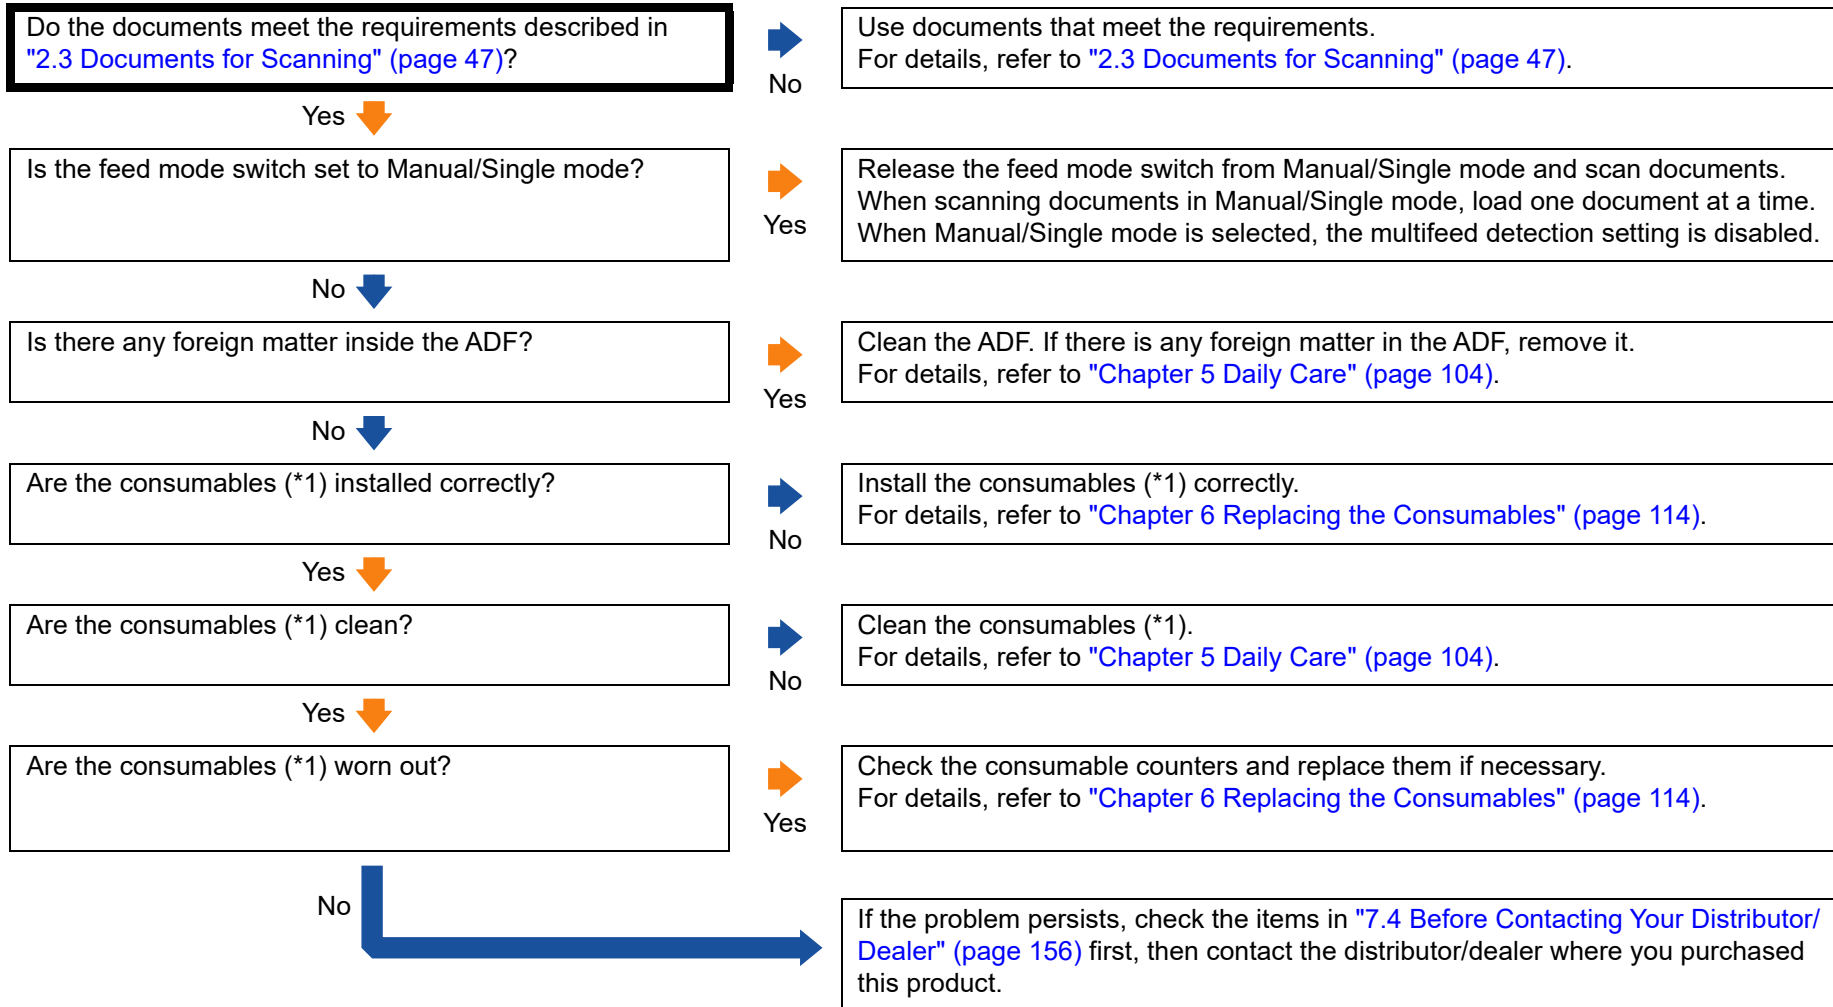 Do the documents meet the requirements described in
"2.3 Documents for Scanning" (page 47)?
No
Use documents that meet the requirements.
For details, refer to "2.3 Documents for Scanning" (page 47).
Yes
Is the feed mode switch set to Manual/Single mode?
Yes
Release the feed mode switch from Manual/Single mode and scan documents.
When scanning documents in Manual/Single mode, load one document at a time.
When Manual/Single mode is selected, the multifeed detection setting is disabled.
No
Is there any foreign matter inside the ADF?
Yes
Clean the ADF. If there is any foreign matter in the ADF, remove it.
For details, refer to "Chapter 5 Daily Care" (page 104).
No
Are the consumables (*1) installed correctly?
No
Install the consumables (*1) correctly.
For details, refer to "Chapter 6 Replacing the Consumables" (page 114).
Yes
Are the consumables (*1) clean?
No
Clean the consumables (*1).
For details, refer to "Chapter 5 Daily Care" (page 104).
Yes
Are the consumables (*1) worn out?
Yes
Check the consumable counters and replace them if necessary.
For details, refer to "Chapter 6 Replacing the Consumables" (page 114).
No
If the problem persists, check the items in "7.4 Before Contacting Your Distributor/
Dealer" (page 156) first, then contact the distributor/dealer where you purchased
this product.